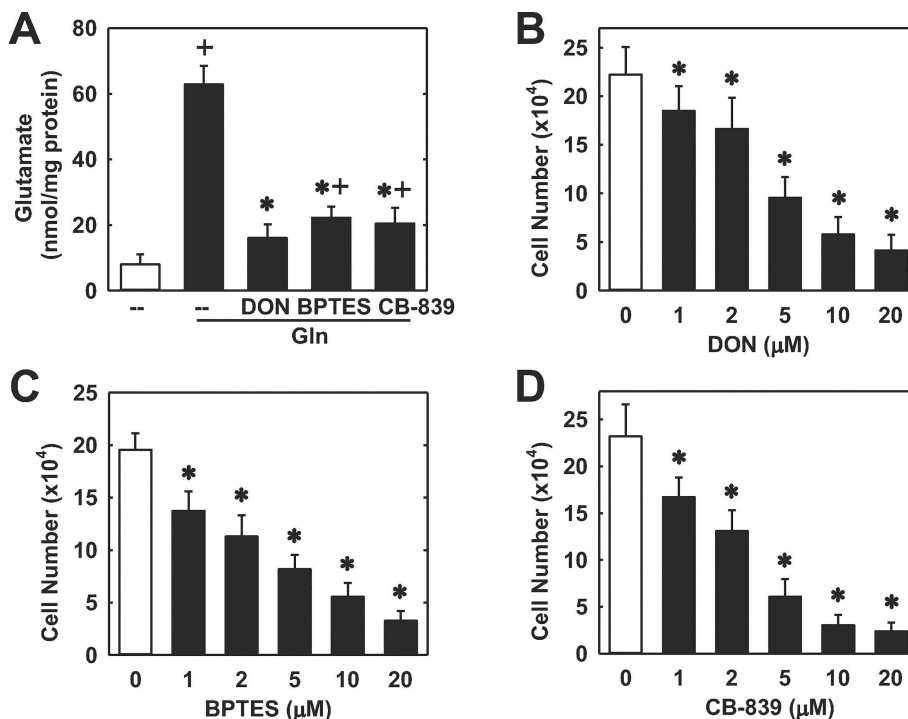 A
Glutamate
(nmol/mg protein)
80
60
40
20
0
+
*
*+
*+
-- -- DON BPTES CB-839
Gln
B
Cell Number (x10⁴)
25
20
15
10
5
0
* * * * *
0 1 2 5 10 20
DON (μM)
C
Cell Number (x10⁴)
25
20
15
10
5
0
* * * * *
0 1 2 5 10 20
BPTES (μM)
D
Cell Number (x10⁴)
25
20
15
10
5
0
* * * * *
0 1 2 5 10 20
CB-839 (μM)